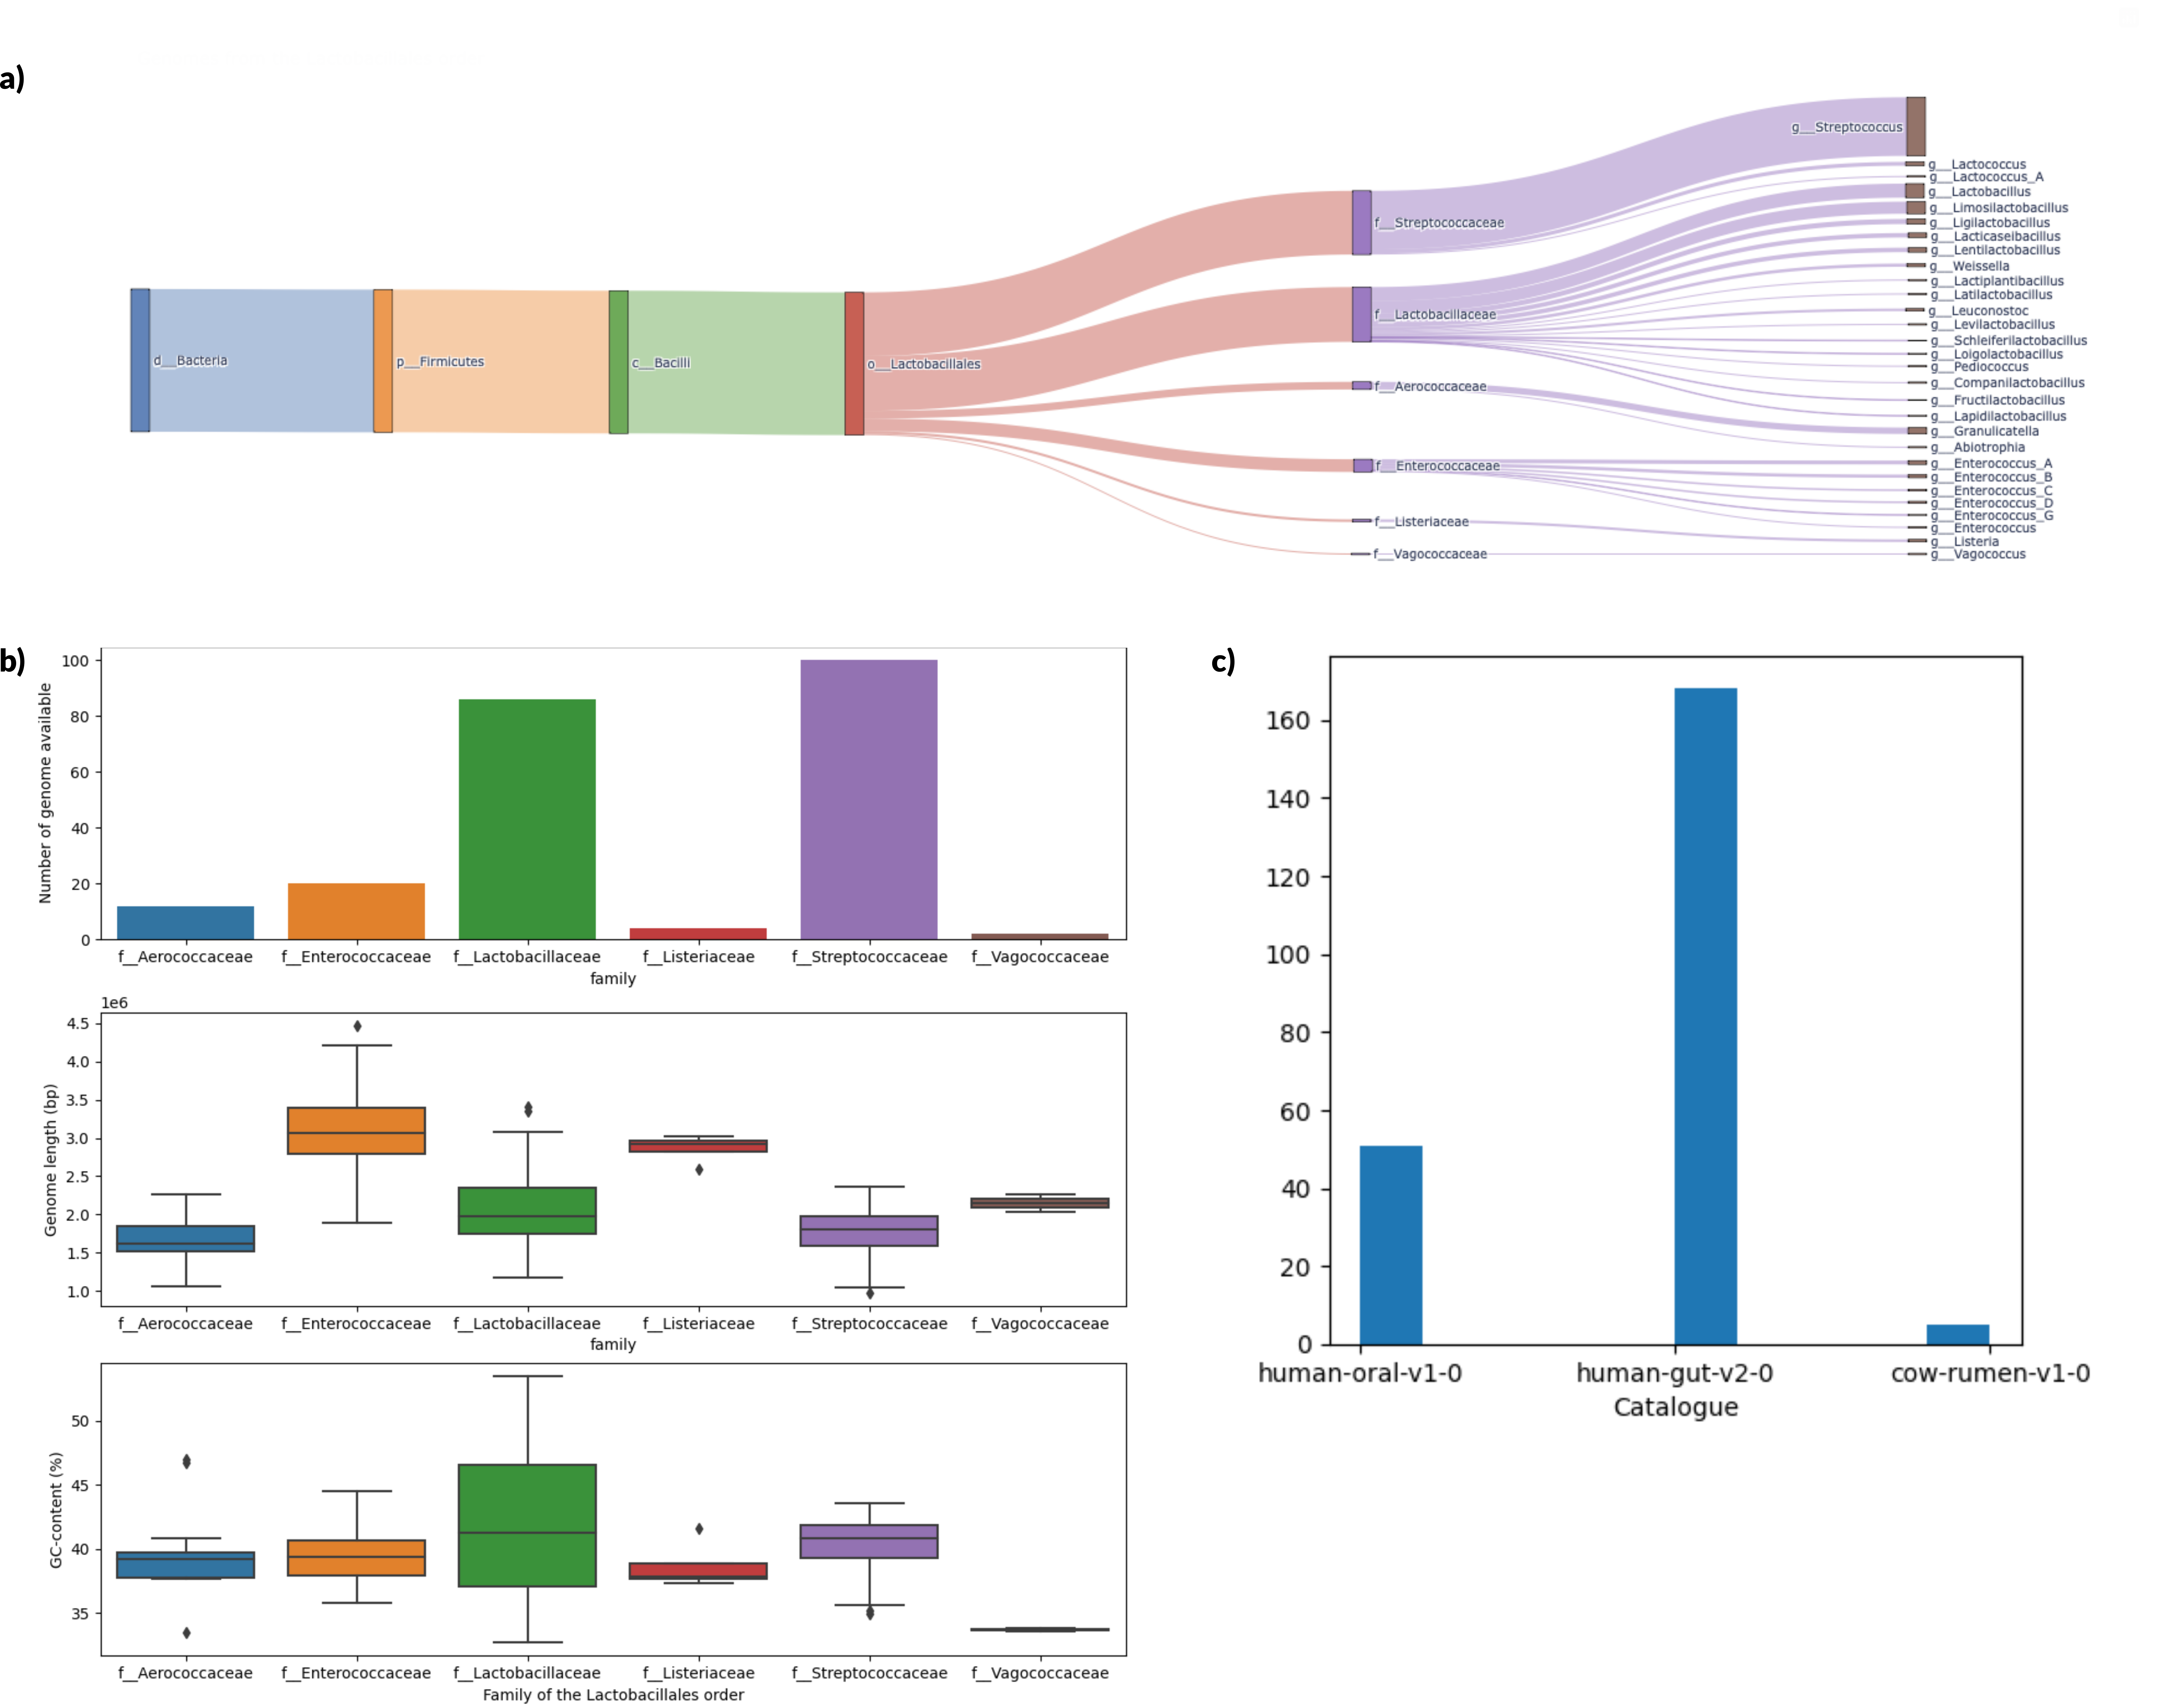 a)
g__Streptococcus
g__Lactococcus
g__Lactococcus_A
g__Lactobacillus
g__Limosilactobacillus
g__Ligilactobacillus
g__Lacticaseibacillus
g__Lentilactobacillus
g__Weissella
g__Lactiplantibacillus
g__Latilactobacillus
g__Leuconostoc
g__Levilactobacillus
g__Schleiferilactobacillus
g__Loigolactobacillus
g__Pediococcus
g__Companilactobacillus
g__Fructilactobacillus
g__Lapidilactobacillus
g__Granulicatella
g__Abiotrophia
g__Enterococcus_A
g__Enterococcus_B
g__Enterococcus_C
g__Enterococcus_D
g__Enterococcus_G
g__Enterococcus
g__Listeria
g__Vagococcus
f__Streptococcaceae
f__Lactobacillaceae
f__Aerococcaceae
f__Enterococcaceae
f__Listeriaceae
f__Vagococcaceae
d__Bacteria
p__Firmicutes
c__Bacilli
o__Lactobacillales
b)
Number of genome available
100
80
60
40
20
0
f__Aerococcaceae f__Enterococcaceae f__Lactobacillaceae f__Listeriaceae f__Streptococcaceae f__Vagococcaceae
family
1e6
Genome length (bp)
4.5
4.0
3.5
3.0
2.5
2.0
1.5
1.0
f__Aerococcaceae f__Enterococcaceae f__Lactobacillaceae f__Listeriaceae f__Streptococcaceae f__Vagococcaceae
family
GC-content (%)
50
45
40
35
f__Aerococcaceae f__Enterococcaceae f__Lactobacillaceae f__Listeriaceae f__Streptococcaceae f__Vagococcaceae
Family of the Lactobacillales order
c)
160
140
120
100
80
60
40
20
0
human-oral-v1-0 human-gut-v2-0 cow-rumen-v1-0
Catalogue